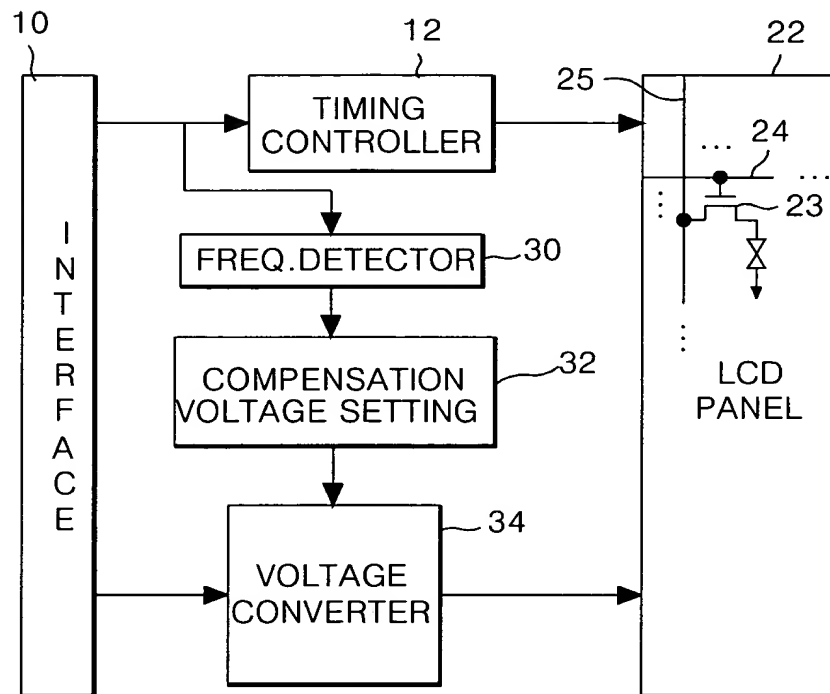 10
12
22
TIMING
CONTROLLER
25
...
24
...
...
23
INTERFACE
FREQ.DETECTOR
30
...
COMPENSATION
VOLTAGE SETTING
32
LCD
PANEL
34
VOLTAGE
CONVERTER